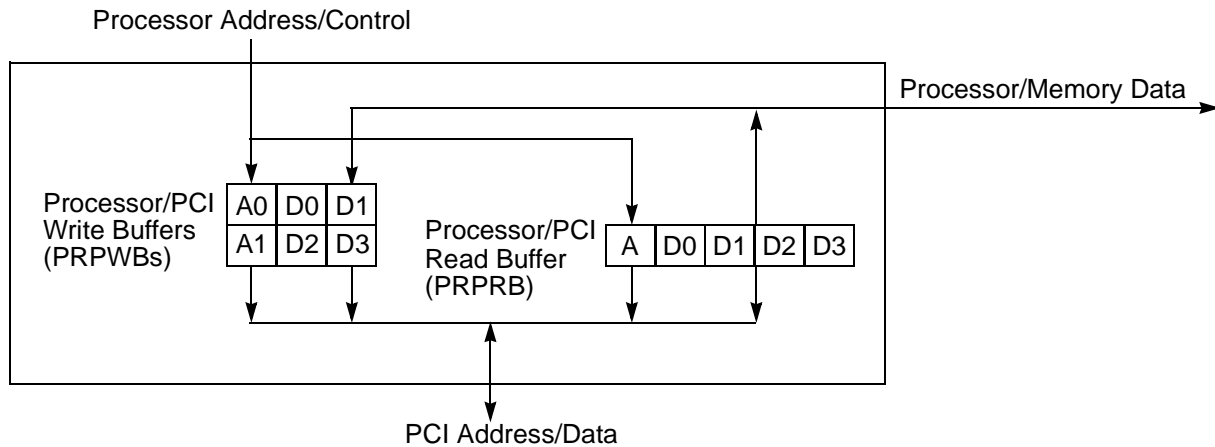 Processor Address/Control
Processor/Memory Data
Processor/PCI
Write Buffers
(PRPWBs)
A0 D0 D1
A1 D2 D3
Processor/PCI
Read Buffer
(PRPRB)
A D0 D1 D2 D3
PCI Address/Data